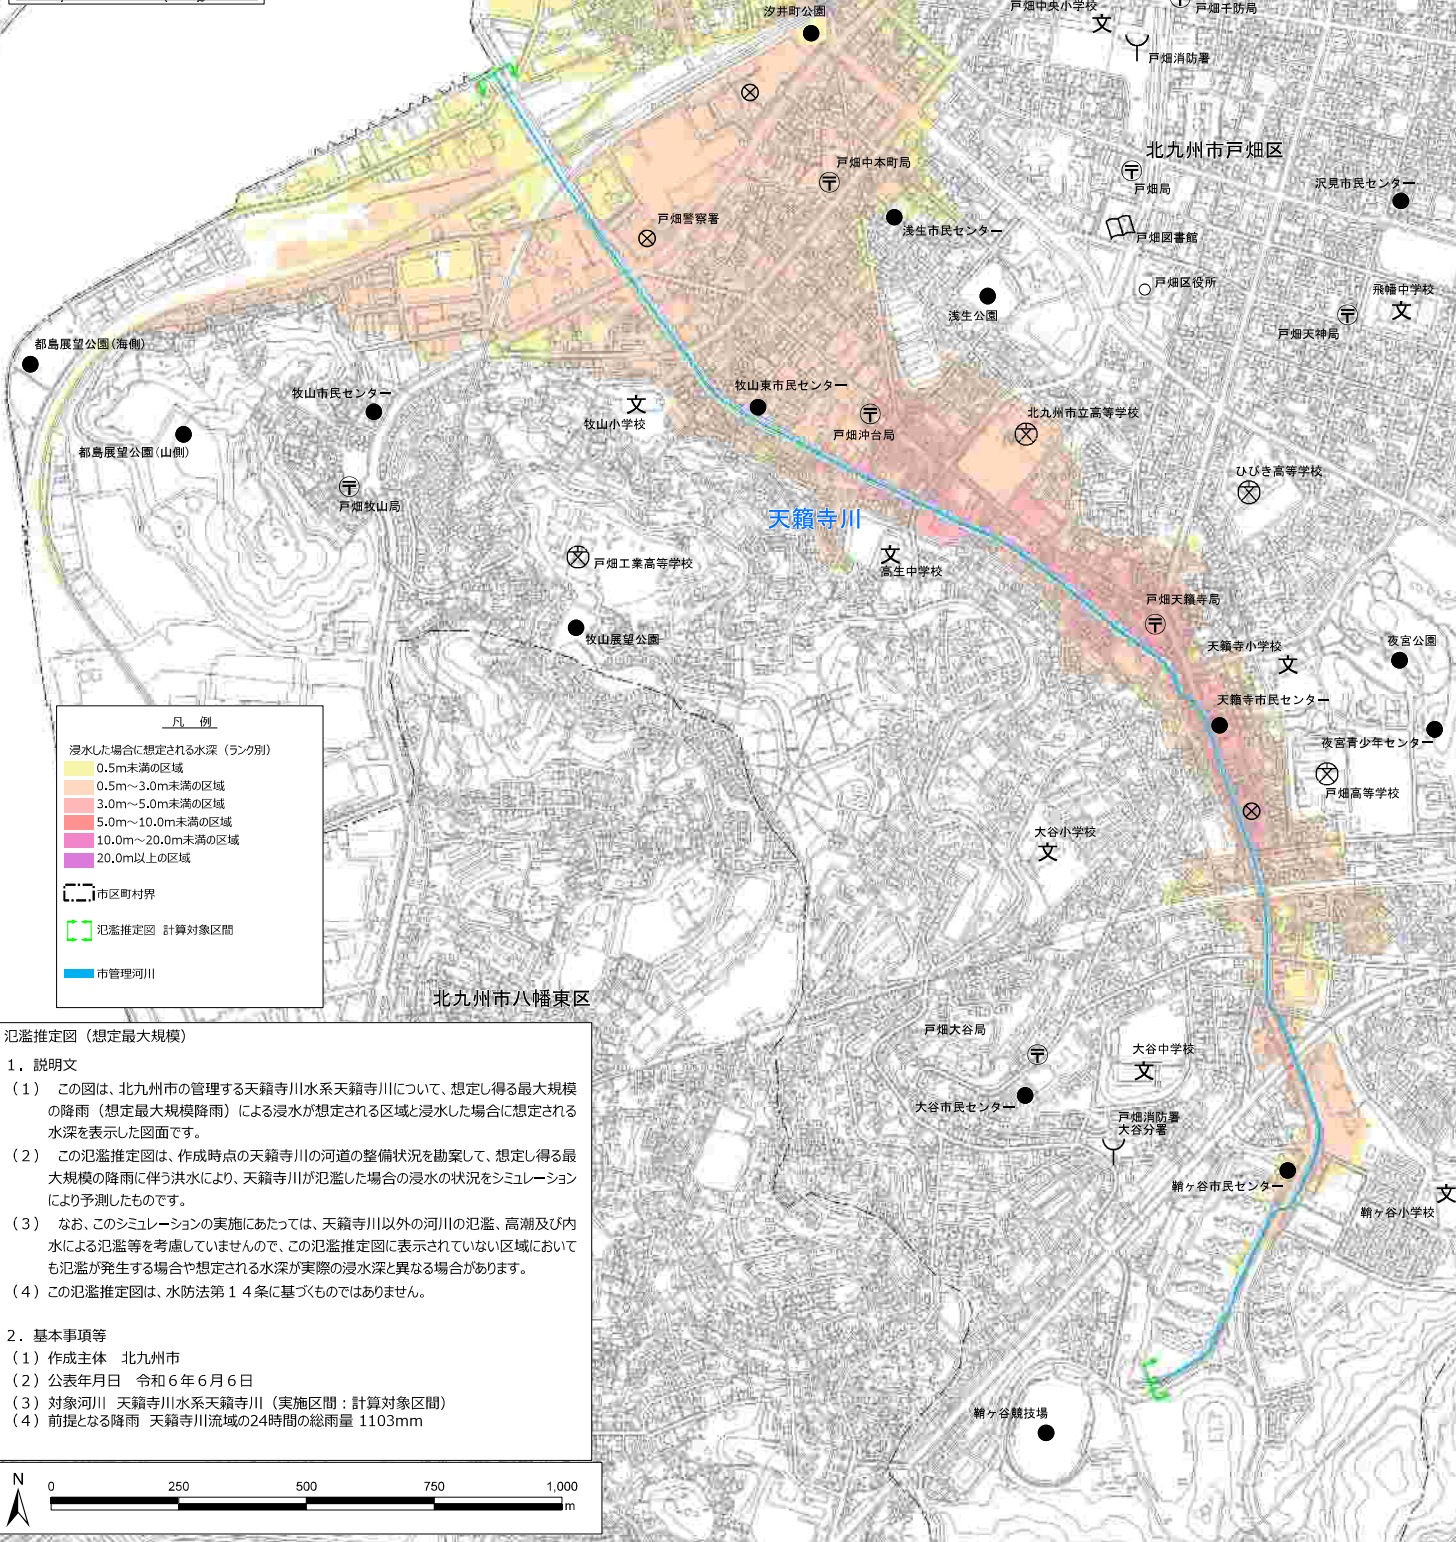 汐井町公園
戸畑中央小学校
戸畑千防局
戸畑消防署
北九州市戸畑区
戸畑中本町局
戸畑局
沢見市民センター
戸畑警察署
浅生市民センター
戸畑図書館
戸畑区役所
飛幡中学校
浅生公園
戸畑天神局
都島展望公園(海側)
牧山市民センター
牧山東市民センター
牧山小学校
戸畑沖台局
北九州市立高等学校
都島展望公園(山側)
ひびき高等学校
戸畑牧山局
天籟寺川
戸畑工業高等学校
高生中学校
戸畑天籟寺局
牧山展望公園
天籟寺小学校
夜宮公園
天籟寺市民センター
夜宮青少年センター
戸畑高等学校
大谷小学校
凡 例
浸水した場合に想定される水深（ランク別）
0.5m未満の区域
0.5m～3.0m未満の区域
3.0m～5.0m未満の区域
5.0m～10.0m未満の区域
10.0m～20.0m未満の区域
20.0m以上の区域
市区町村界
氾濫推定図 計算対象区間
市管理河川
北九州市八幡東区
戸畑大谷局
大谷中学校
大谷市民センター
戸畑消防署
大谷分署
鞘ヶ谷市民センター
鞘ヶ谷小学校
鞘ヶ谷競技場
氾濫推定図（想定最大規模）
1．説明文
（1） この図は、北九州市の管理する天籟寺川水系天籟寺川について、想定し得る最大規模
の降雨（想定最大規模降雨）による浸水が想定される区域と浸水した場合に想定される
水深を表示した図面です。
（2） この氾濫推定図は、作成時点の天籟寺川の河道の整備状況を勘案して、想定し得る最
大規模の降雨に伴う洪水により、天籟寺川が氾濫した場合の浸水の状況をシミュレーション
により予測したものです。
（3） なお、このシミュレーションの実施にあたっては、天籟寺川以外の河川の氾濫、高潮及び内
水による氾濫等を考慮していませんので、この氾濫推定図に表示されていない区域において
も氾濫が発生する場合や想定される水深が実際の浸水深と異なる場合があります。
（4）この氾濫推定図は、水防法第１４条に基づくものではありません。
2．基本事項等
（1）作成主体 北九州市
（2）公表年月日 令和６年６月６日
（3）対象河川 天籟寺川水系天籟寺川（実施区間：計算対象区間）
（4）前提となる降雨 天籟寺川流域の24時間の総雨量 1103mm
N
0 250 500 750 1,000
m